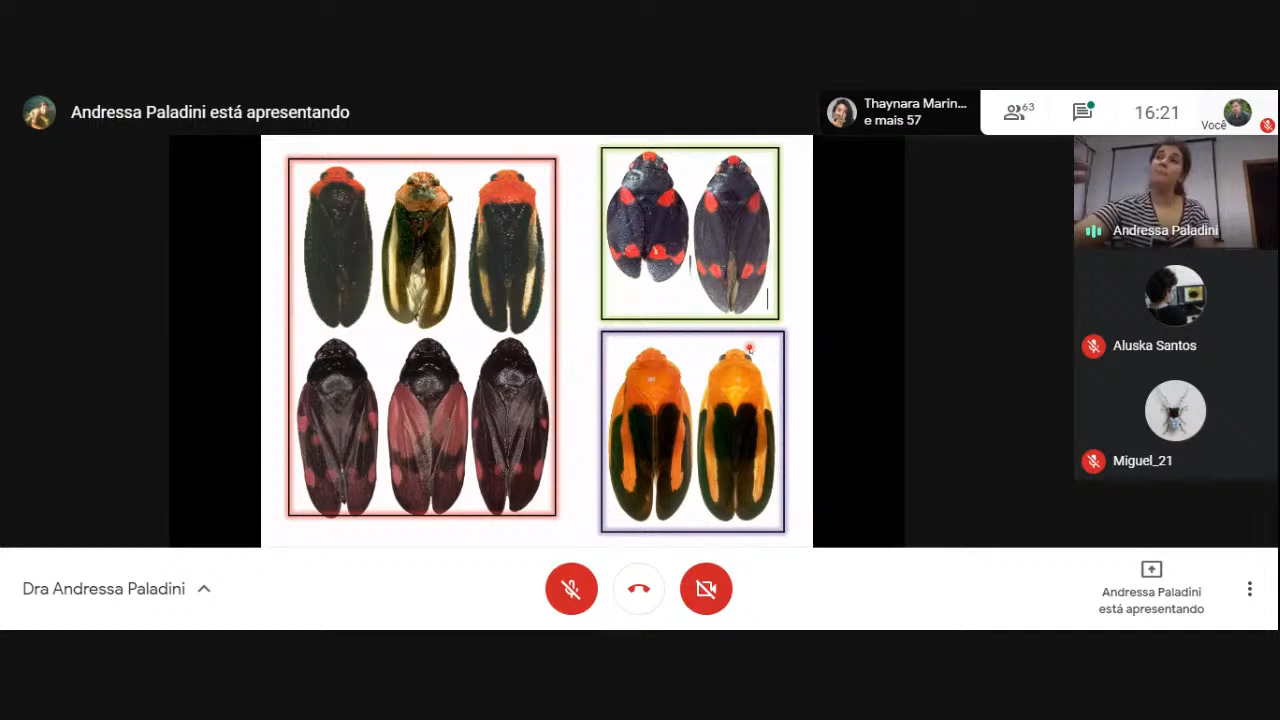 Andressa Paladini está apresentando
Thaynara Marin...
e mais 57
63
16:21
Você
Andressa Paladini
Aluska Santos
Miguel_21
Dra Andressa Paladini
Andressa Paladini
está apresentando